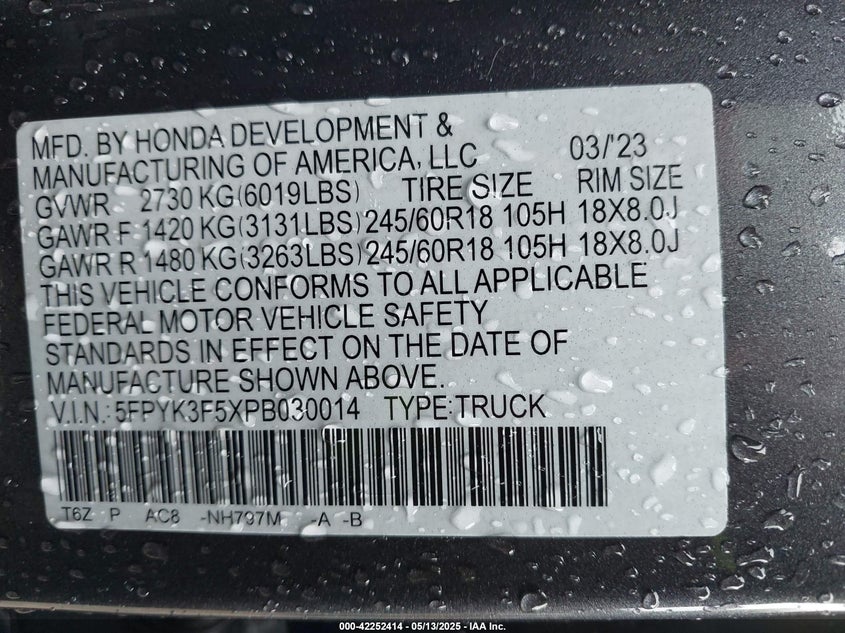 MFD. BY HONDA DEVELOPMENT &
MANUFACTURING OF AMERICA, LLC 03/'23
GVWR 2730 KG(6019LBS) TIRE SIZE RIM SIZE
GAWR F 1420 KG(3131LBS) 245/60R18 105H 18X8.0J
GAWR R 1480 KG(3263LBS) 245/60R18 105H 18X8.0J
THIS VEHICLE CONFORMS TO ALL APPLICABLE
FEDERAL MOTOR VEHICLE SAFETY
STANDARDS IN EFFECT ON THE DATE OF
MANUFACTURE SHOWN ABOVE.
V.I.N.: 5FPYK3F5XPB030014 TYPE:TRUCK
T6Z P AC8 -NH797M -A -B
000-42252414 - 05/13/2025 - IAA Inc.